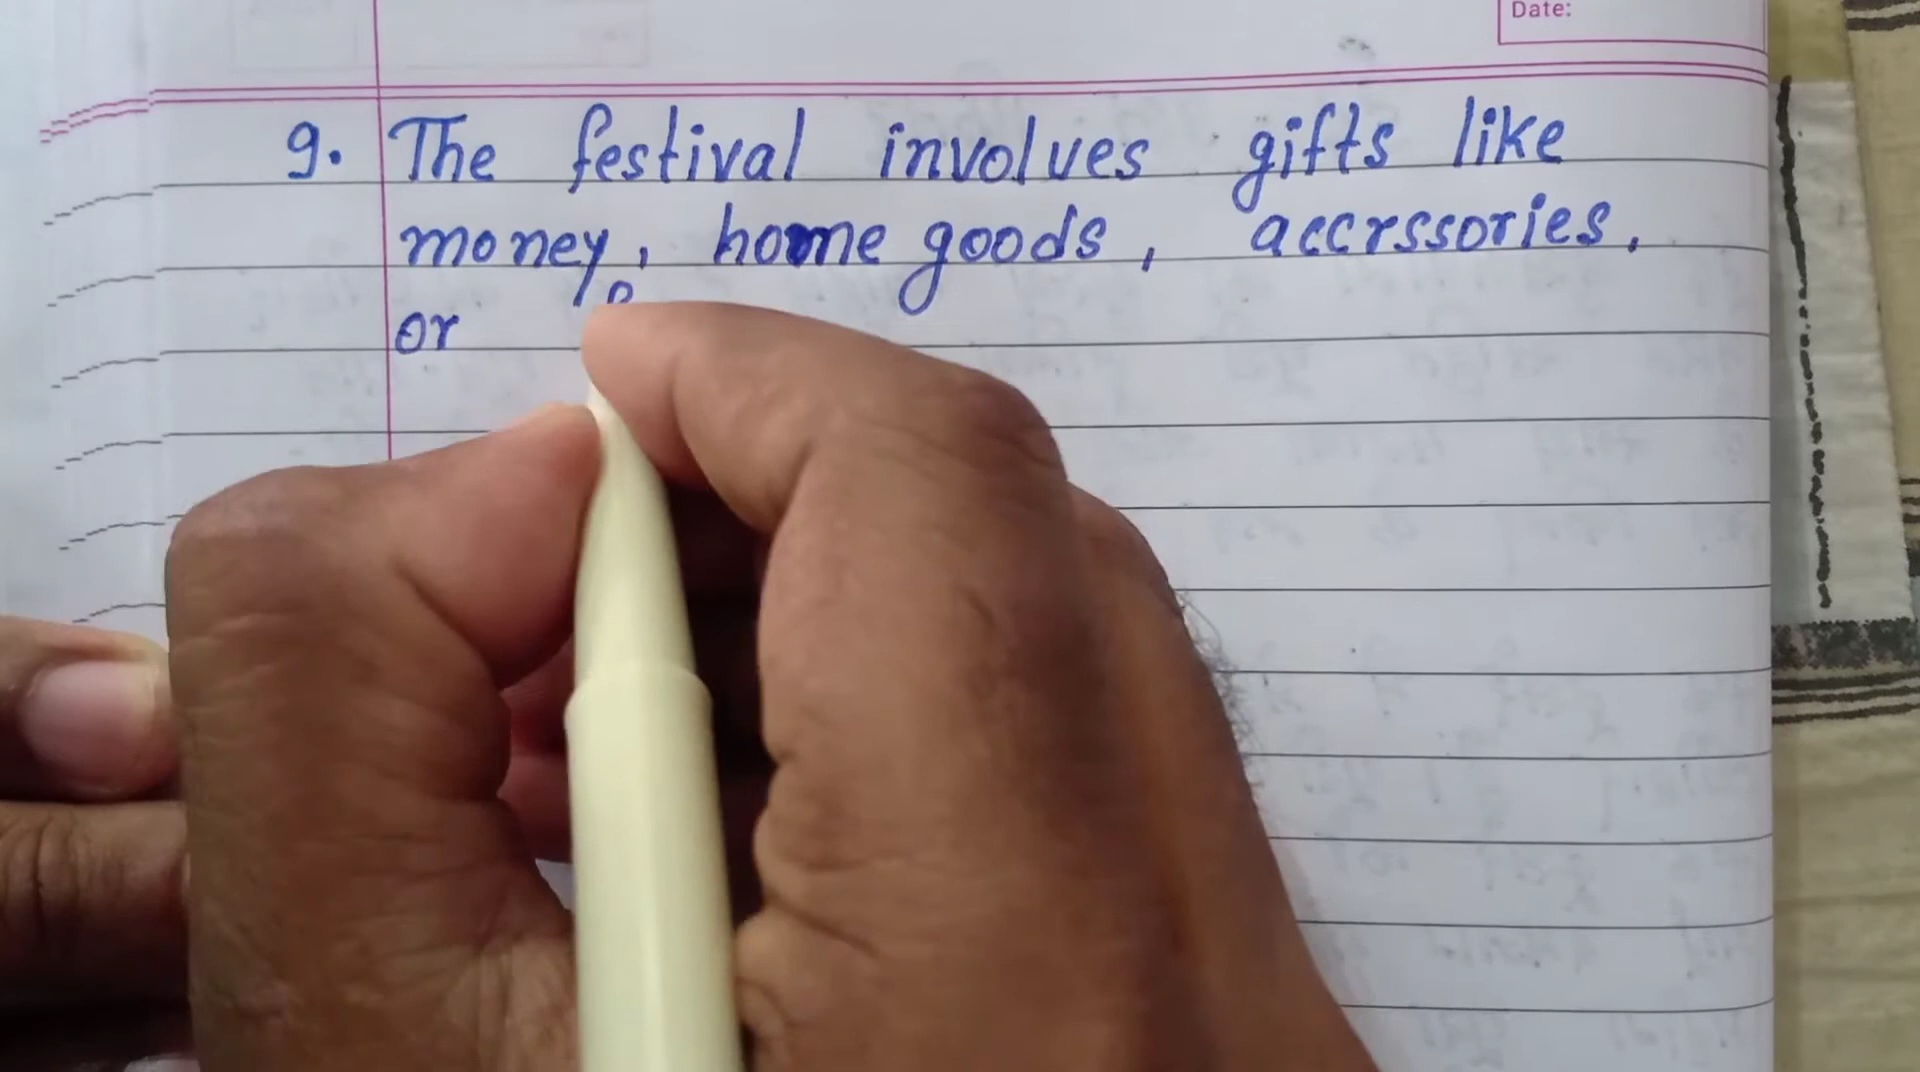 Date:
9. The festival involves gifts like
money, home goods, accrssories,
or